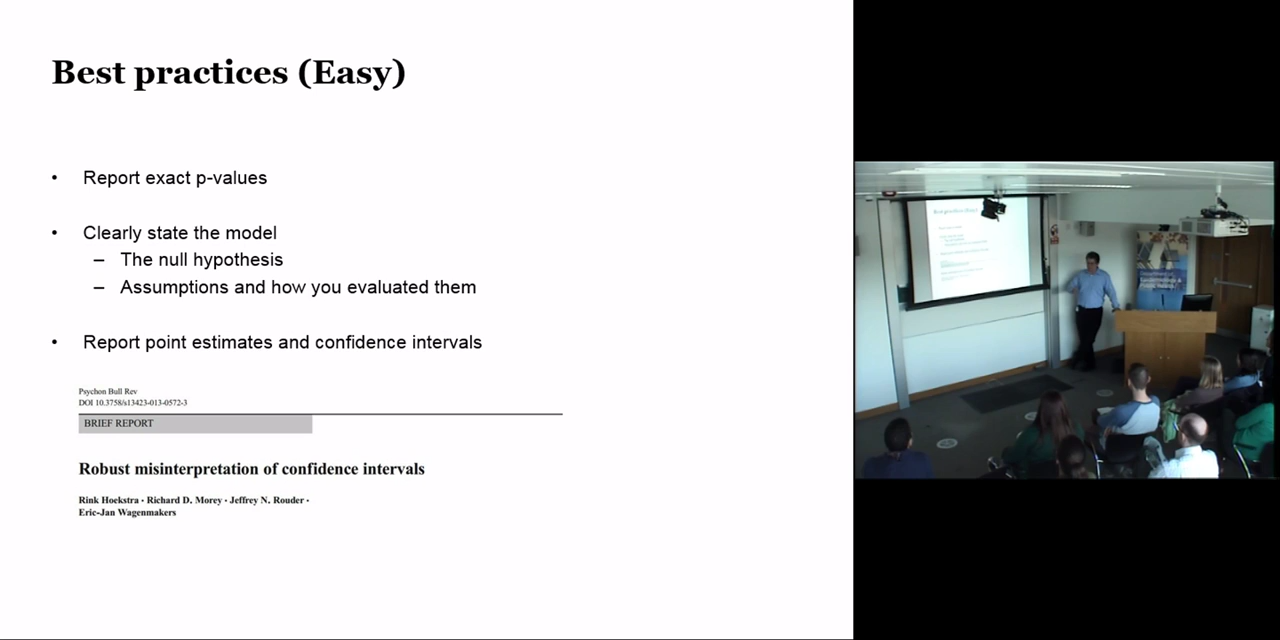 Best practices (Easy)
• Report exact p-values
• Clearly state the model
– The null hypothesis
– Assumptions and how you evaluated them
• Report point estimates and confidence intervals
Psychon Bull Rev
DOI 10.3758/s13423-013-0572-3
BRIEF REPORT
Robust misinterpretation of confidence intervals
Rink Hoekstra · Richard D. Morey · Jeffrey N. Rouder ·
Eric-Jan Wagenmakers